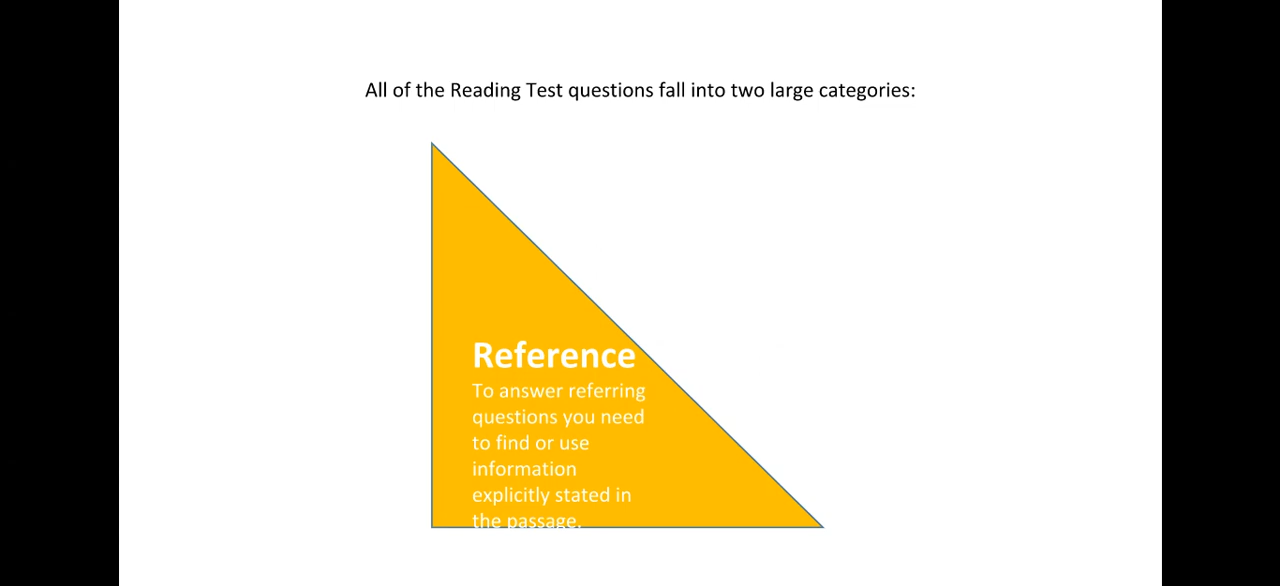 All of the Reading Test questions fall into two large categories:
Reference
To answer referring
questions you need
to find or use
information
explicitly stated in
the passage.